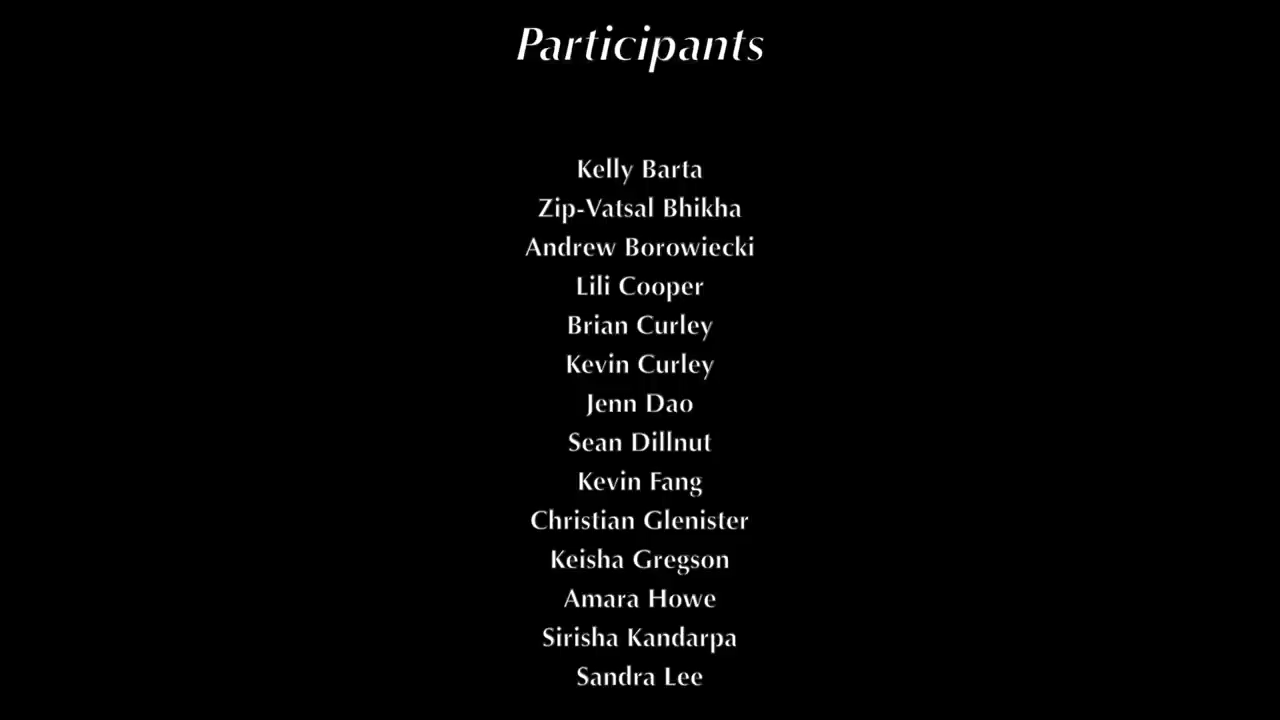 Participants
Kelly Barta
Zip-Vatsal Bhikha
Andrew Borowiecki
Lili Cooper
Brian Curley
Kevin Curley
Jenn Dao
Sean Dillnut
Kevin Fang
Christian Glenister
Keisha Gregson
Amara Howe
Sirisha Kandarpa
Sandra Lee